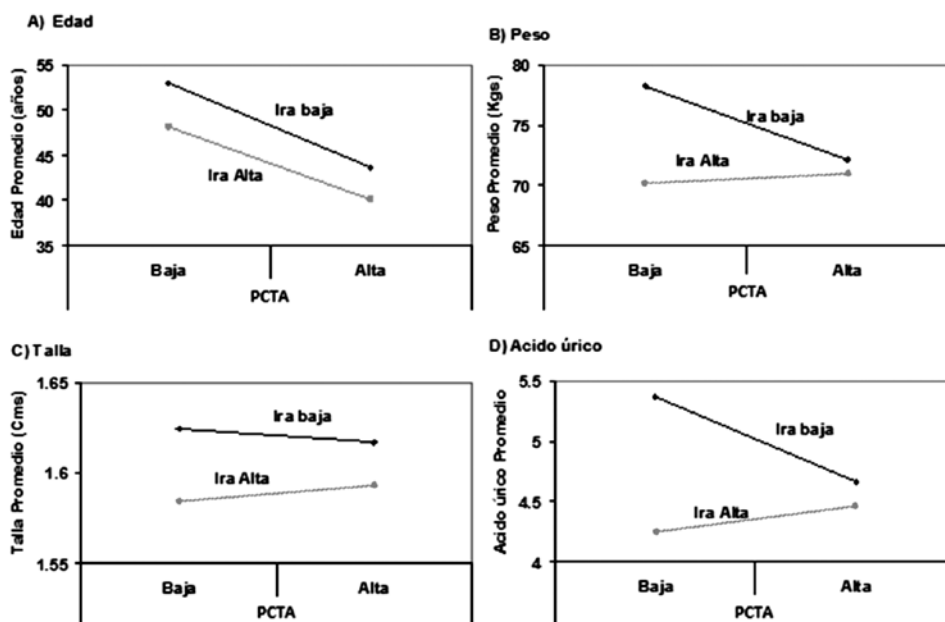 A) Edad
Edad Promedio (años)
55
50
45
40
35
Ira baja
Ira Alta
Baja
Alta
PCTA
B) Peso
Peso Promedio (Kgs)
80
75
70
65
Ira baja
Ira Alta
Baja
Alta
PCTA
C) Talla
Talla Promedio (Cms)
1.65
1.6
1.55
Ira baja
Ira Alta
Baja
Alta
PCTA
D) Acido úrico
Acido úrico Promedio
5.5
5
4.5
4
Ira baja
Ira Alta
Baja
Alta
PCTA